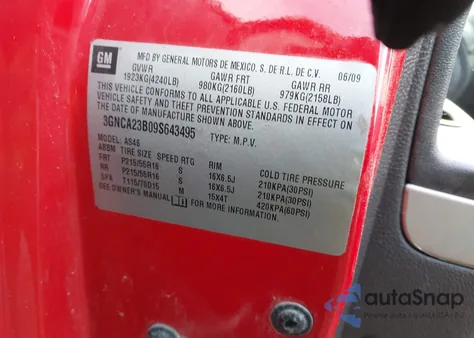 GM
MFD BY GENERAL MOTORS DE MEXICO, S. DE R.L. DE C.V. 06/09
GVWR GAWR FRT GAWR RR
1923KG(4240LB) 980KG(2160LB) 979KG(2158LB)
THIS VEHICLE CONFORMS TO ALL APPLICABLE U.S. FEDERAL MOTOR
VEHICLE SAFETY AND THEFT PREVENTION STANDARDS IN EFFECT ON
THE DATE OF MANUFACTURE SHOWN ABOVE.
3GNCA23B09S643495 TYPE: M.P.V.
MODEL: AS46
ABBM TIRE SIZE SPEED RTG RIM COLD TIRE PRESSURE
FRT P215/55R16 S 16X6.5J 210KPA(30PSI)
RR P215/55R16 S 16X6.5J 210KPA(30PSI)
SPA T115/70D15 M 15X4T 420KPA(60PSI)
SEE OWNER'S MANUAL FOR MORE INFORMATION.
autoSnap